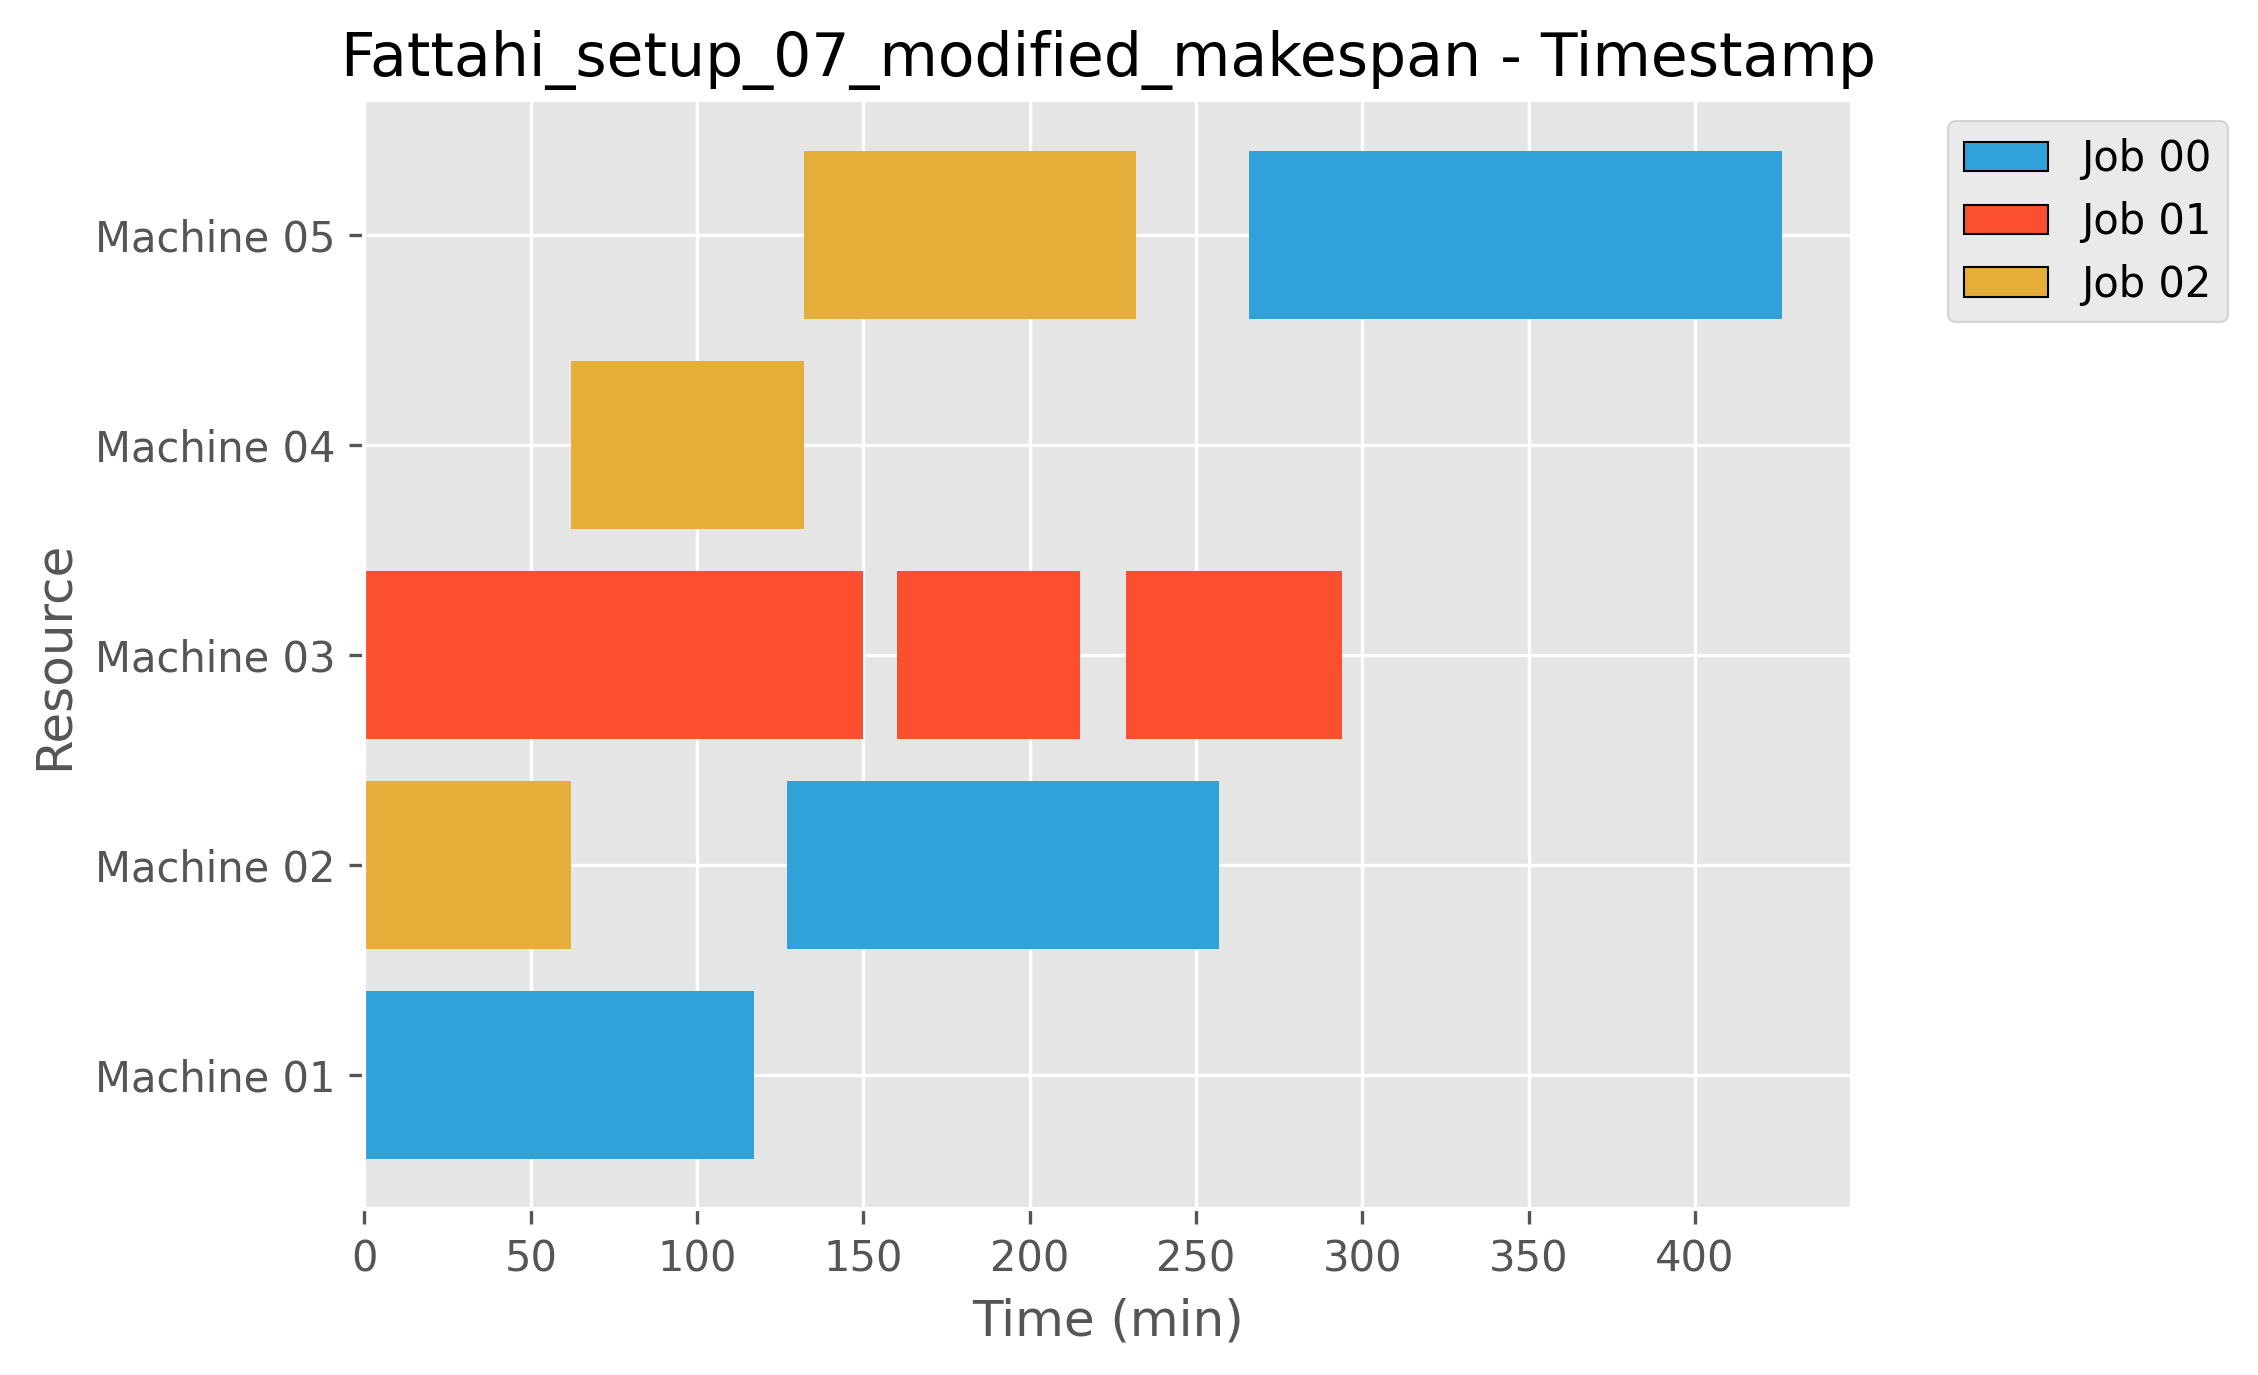 Fattahi_setup_07_modified_makespan - Timestamp
Job 00
Job 01
Job 02
Machine 05
Machine 04
Machine 03
Machine 02
Machine 01
Resource
0 50 100 150 200 250 300 350 400
Time (min)